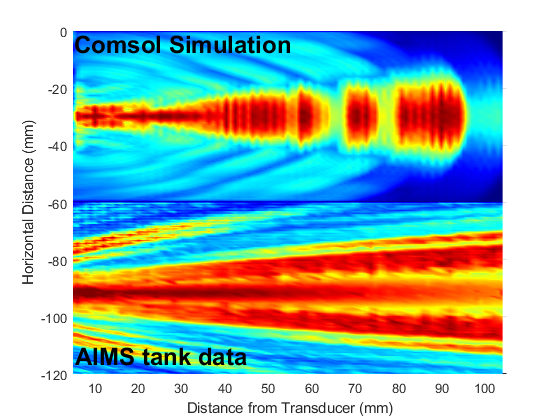 Comsol Simulation
AIMS tank data
Horizontal Distance (mm)
0
-20
-40
-60
-80
-100
-120
10 20 30 40 50 60 70 80 90 100
Distance from Transducer (mm)